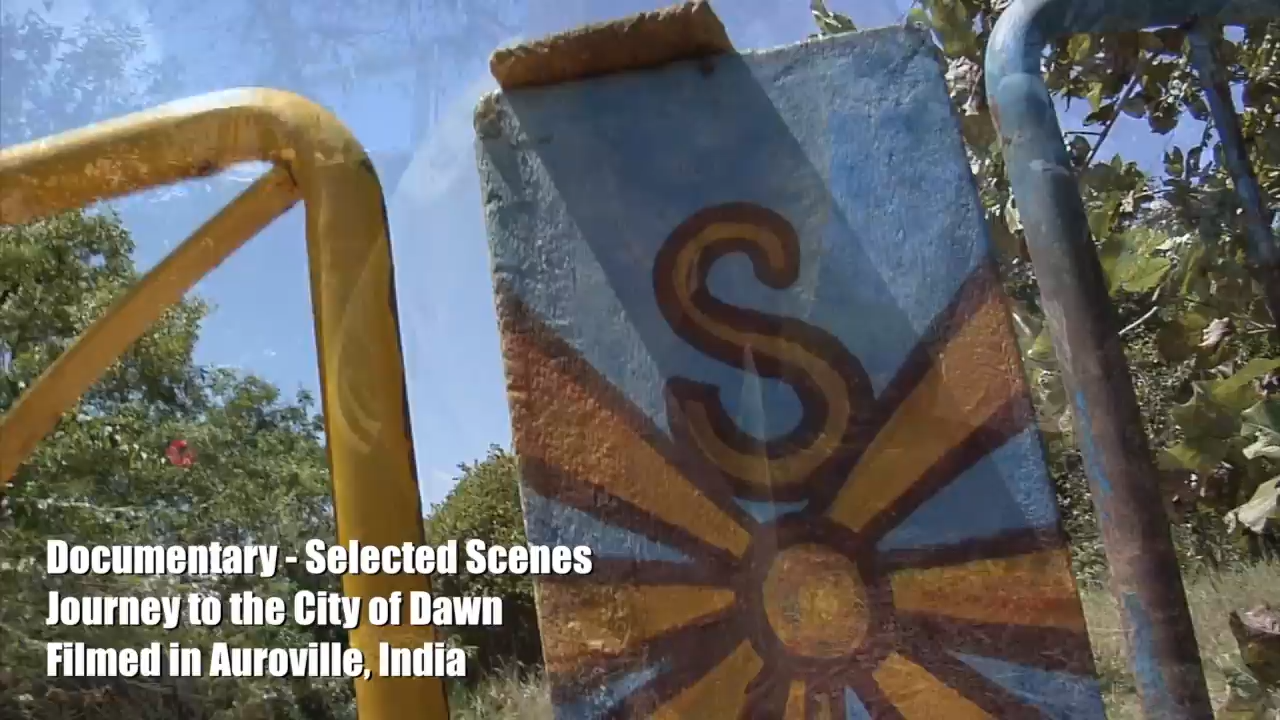 S
Documentary - Selected Scenes
Journey to the City of Dawn
Filmed in Auroville, India